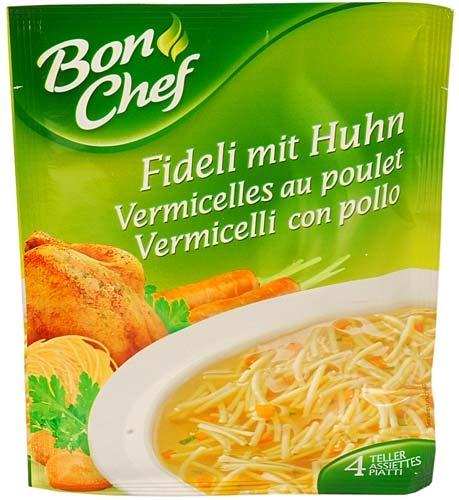 Bon
Chef
Fideli mit Huhn
Vermicelles au poulet
Vermicelli con pollo
4 TELLER
ASSIETTES
PIATTI